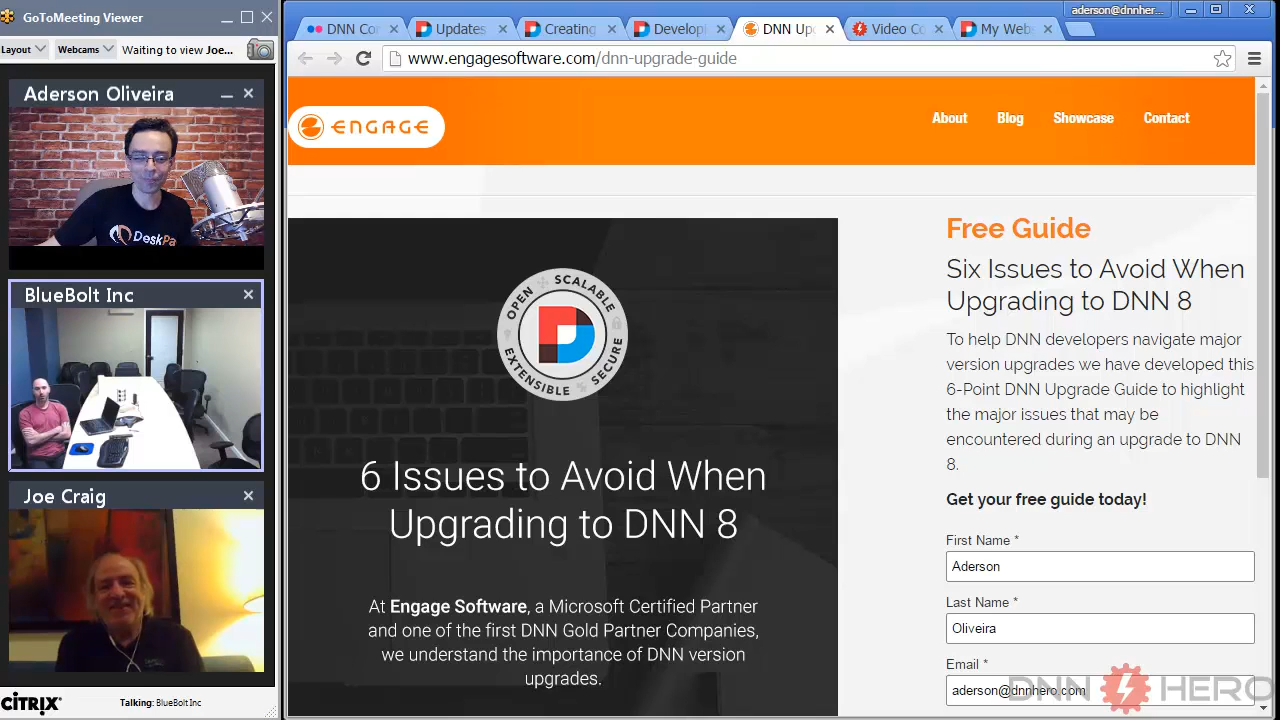 GoToMeeting Viewer
Layout Webcams Waiting to view Joe...
Aderson Oliveira
DeskPa
BlueBolt Inc
Joe Craig
CITRIX Talking: BlueBolt Inc
aderson@dnnher...
DNN Cor Updates Creating Developi DNN Upg Video Co My Webs
www.engagesoftware.com/dnn-upgrade-guide
ENGAGE
About Blog Showcase Contact
OPEN SCALABLE
EXTENSIBLE SECURE
6 Issues to Avoid When
Upgrading to DNN 8
At Engage Software, a Microsoft Certified Partner
and one of the first DNN Gold Partner Companies,
we understand the importance of DNN version
upgrades.
Free Guide
Six Issues to Avoid When
Upgrading to DNN 8
To help DNN developers navigate major
version upgrades we have developed this
6-Point DNN Upgrade Guide to highlight
the major issues that may be
encountered during an upgrade to DNN
8.
Get your free guide today!
First Name *
Aderson
Last Name *
Oliveira
Email *
aderson@dnnhero.com
DNN HERO